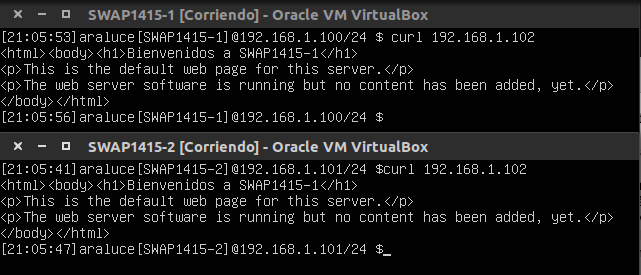 SWAP1415-1 [Corriendo] - Oracle VM VirtualBox
[21:05:53]araluce[SWAP1415-1]@192.168.1.100/24 $ curl 192.168.1.102
<html><body><h1>Bienvenidos a SWAP1415-1</h1>
<p>This is the default web page for this server.</p>
<p>The web server software is running but no content has been added, yet.</p>
</body></html>
[21:05:56]araluce[SWAP1415-1]@192.168.1.100/24 $
SWAP1415-2 [Corriendo] - Oracle VM VirtualBox
[21:05:41]araluce[SWAP1415-2]@192.168.1.101/24 $curl 192.168.1.102
<html><body><h1>Bienvenidos a SWAP1415-1</h1>
<p>This is the default web page for this server.</p>
<p>The web server software is running but no content has been added, yet.</p>
</body></html>
[21:05:47]araluce[SWAP1415-2]@192.168.1.101/24 $_